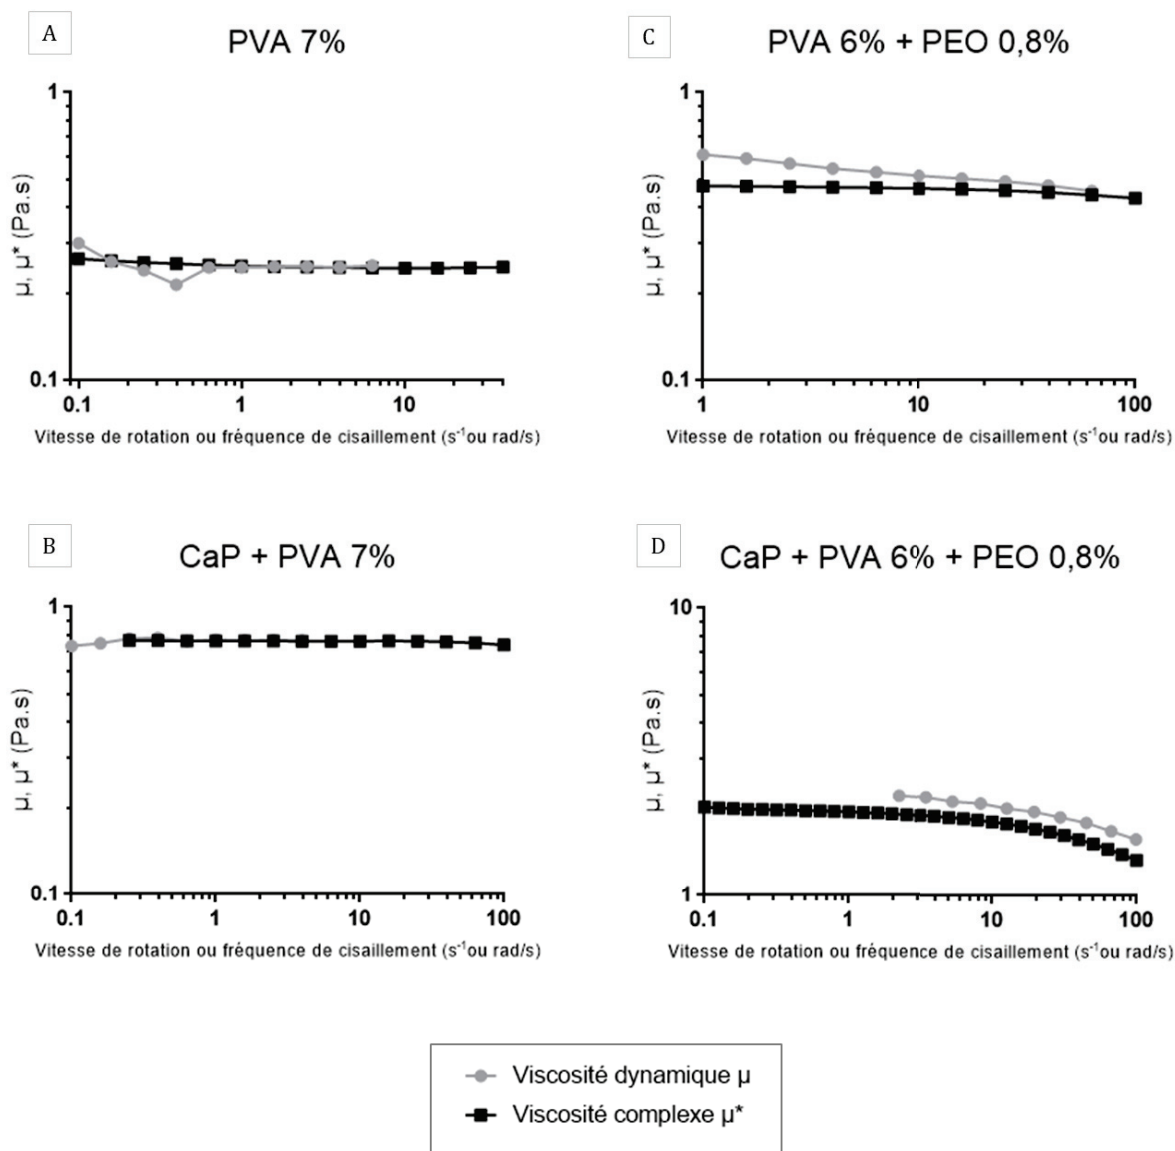 A
PVA 7%
1
0.1
μ, μ* (Pa.s)
0.1 1 10
Vitesse de rotation ou fréquence de cisaillement (s⁻¹ou rad/s)
C
PVA 6% + PEO 0,8%
1
0.1
μ, μ* (Pa.s)
1 10 100
Vitesse de rotation ou fréquence de cisaillement (s⁻¹ou rad/s)
B
CaP + PVA 7%
1
0.1
μ, μ* (Pa.s)
0.1 1 10 100
Vitesse de rotation ou fréquence de cisaillement (s⁻¹ou rad/s)
D
CaP + PVA 6% + PEO 0,8%
10
1
μ, μ* (Pa.s)
0.1 1 10 100
Vitesse de rotation ou fréquence de cisaillement (s⁻¹ou rad/s)
Viscosité dynamique μ
Viscosité complexe μ*